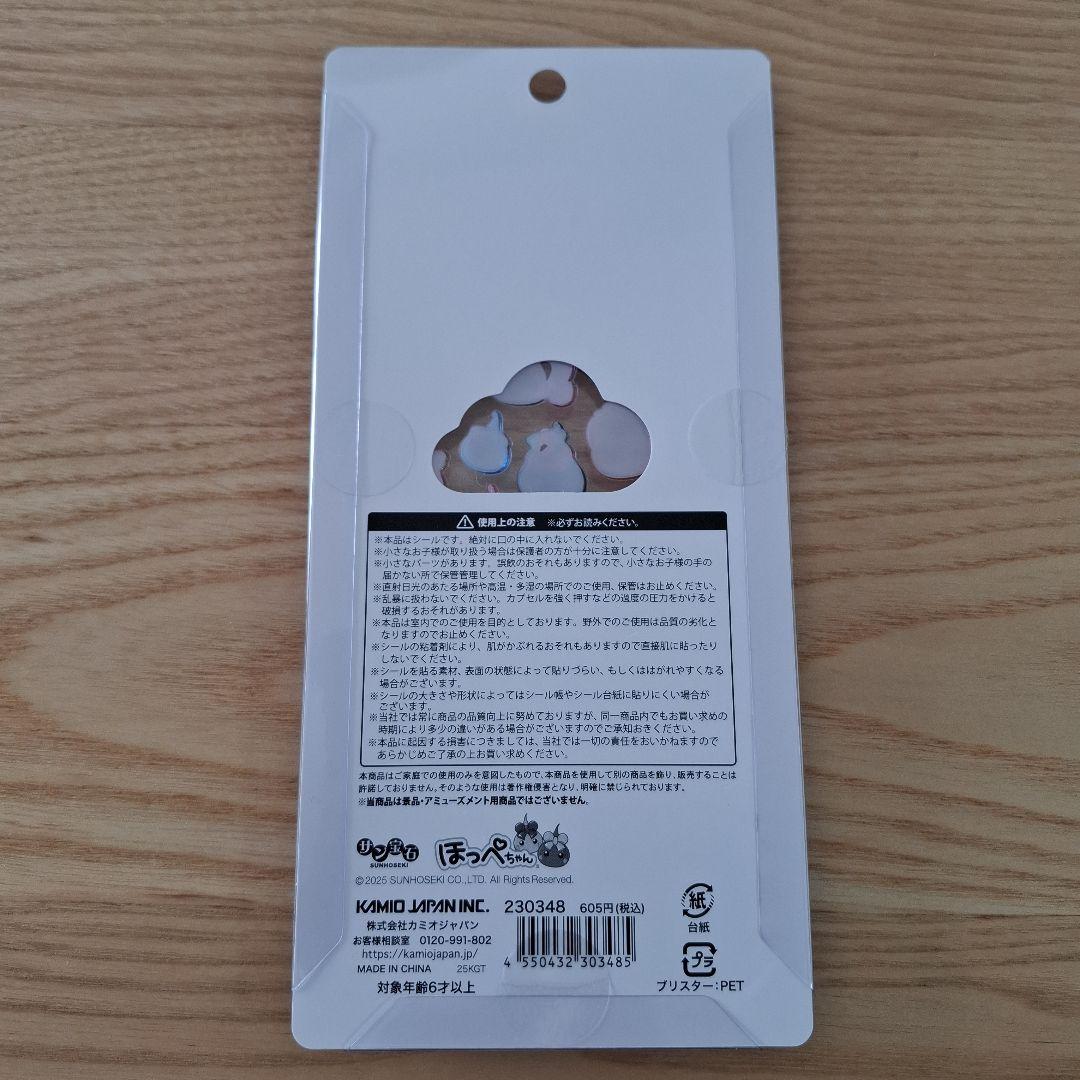 ⚠ 使用上の注意 ※必ずお読みください。
※本品はシールです。絶対に口の中に入れないでください。
※小さなお子様が取り扱う場合は保護者の方が十分に注意してください。
※小さなパーツがあります。誤飲のおそれもありますので、小さなお子様の手の
届かない所で保管管理してください。
※直射日光のあたる場所や高温・多湿の場所でのご使用、保管はお止めください。
※乱暴に扱わないでください。カプセルを強く押すなどの過度の圧力をかけると
破損するおそれがあります。
※本品は室内でのご使用を目的としております。野外でのご使用は品質の劣化と
なりますのでお止めください。
※シールの粘着剤により、肌がかぶれるおそれもありますので直接肌に貼ったり
しないでください。
※シールを貼る素材、表面の状態によって貼りづらい、もしくははがれやすくなる
場合がございます。
※シールの大きさや形状によってはシール帳やシール台紙に貼りにくい場合が
ございます。
※当社では常に商品の品質向上に努めておりますが、同一商品内でもお買い求めの
時期により多少の違いがある場合がございますのでご承知おきください。
※本品に起因する損害につきましては、当社では一切の責任をおいかねますので
あらかじめご了承の上お買い求めください。
本商品はご家庭での使用のみを意図したもので、本商品を使用して別の商品を飾り、販売することは
許諾しておりません。そのような使用は著作権侵害となり、明確に禁じられております。
※当商品は景品・アミューズメント用商品ではございません。
サン宝石
SUNHOSEKI
ほっぺちゃん
©2025 SUNHOSEKI CO.,LTD. All Rights Reserved.
KAMIO JAPAN INC. 230348 605円(税込)
株式会社カミオジャパン
お客様相談室 0120-991-802
https://kamiojapan.jp/
MADE IN CHINA 25KGT
対象年齢6才以上
4 550432 303485
紙
台紙
プラ
ブリスター:PET